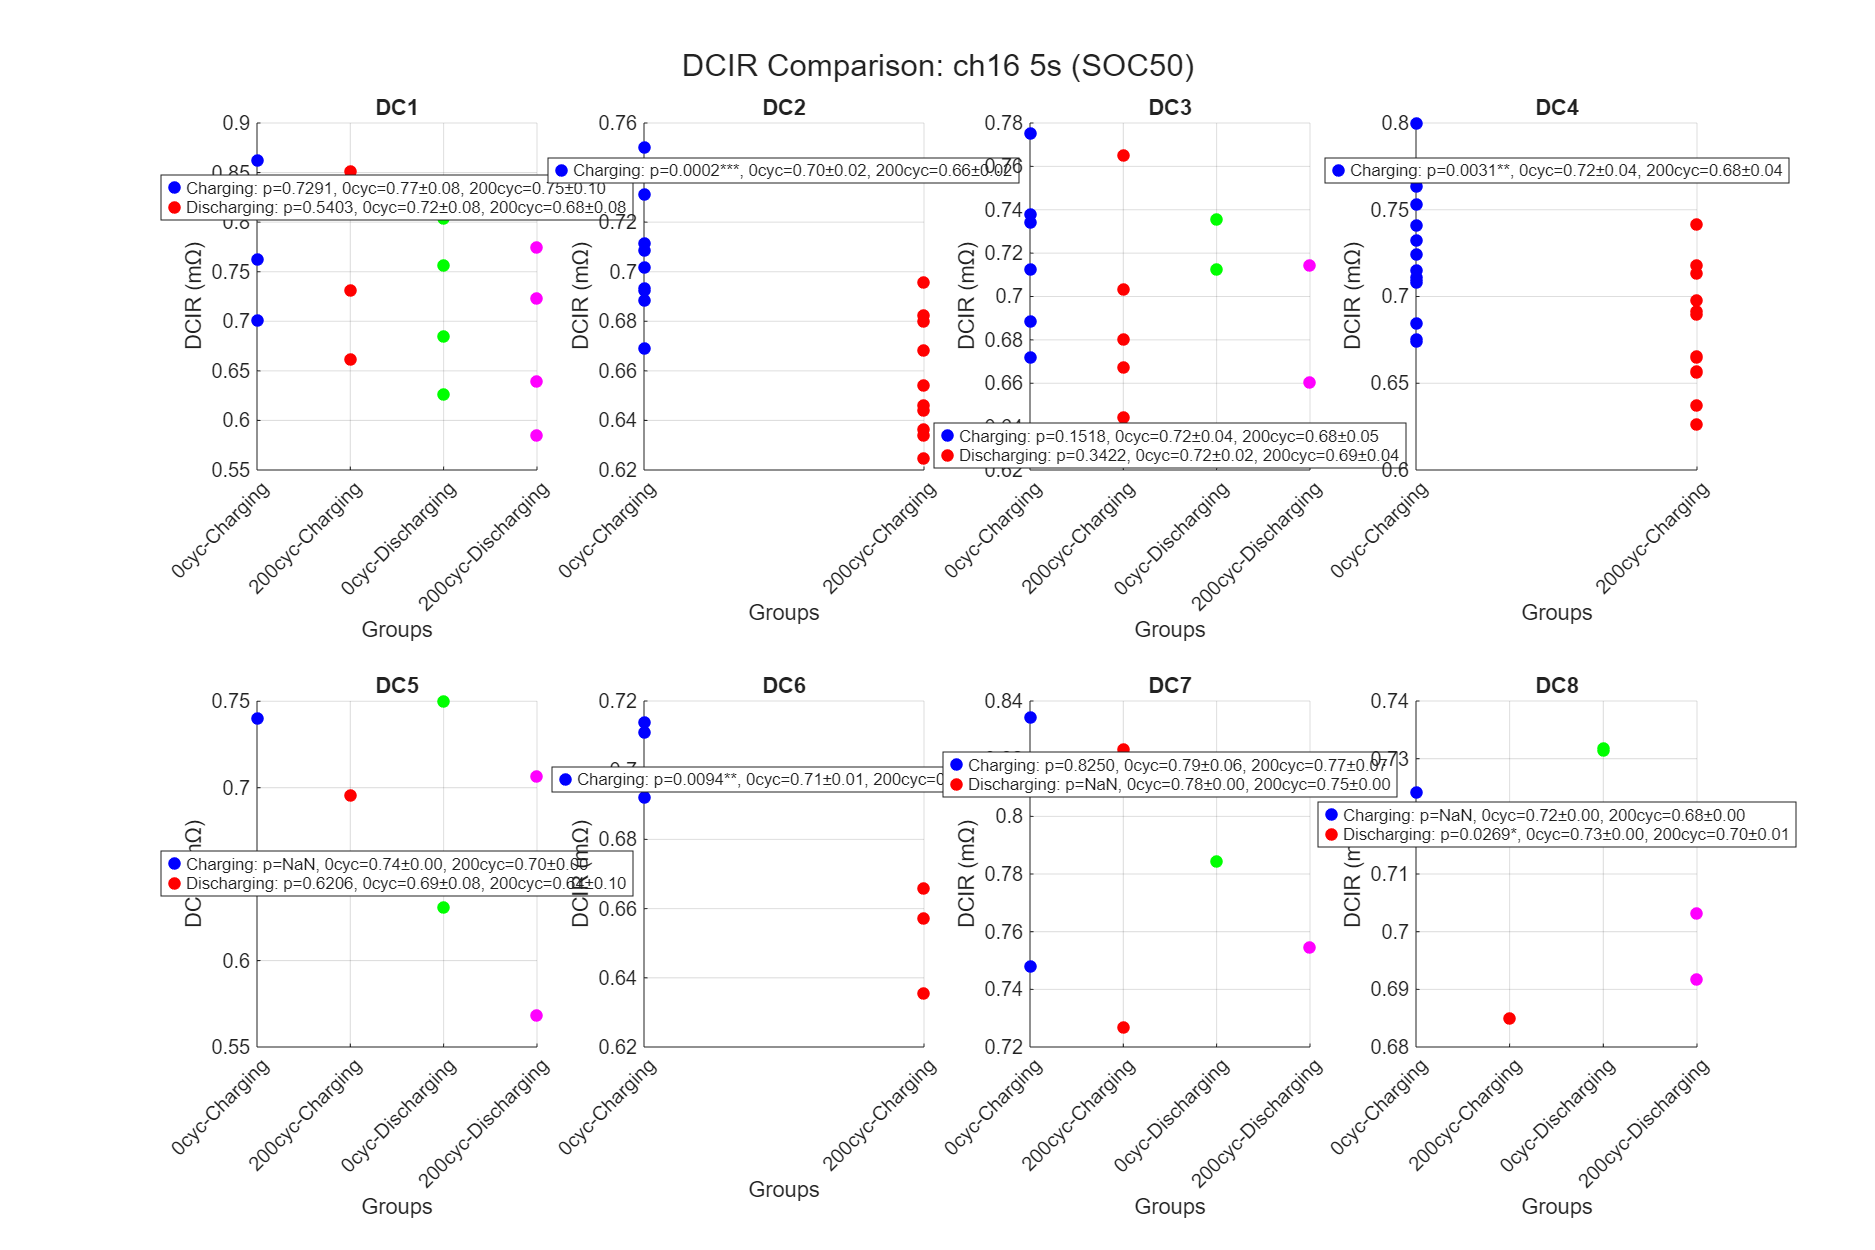 DCIR Comparison: ch16 5s (SOC50)
DC1
0.9
0.85
0.8
0.75
0.7
0.65
0.6
0.55
DCIR (mΩ)
Charging: p=0.7291, 0cyc=0.77±0.08, 200cyc=0.75±0.10
Discharging: p=0.5403, 0cyc=0.72±0.08, 200cyc=0.68±0.08
0cyc-Charging
200cyc-Charging
0cyc-Discharging
200cyc-Discharging
Groups
DC2
0.76
0.72
0.7
0.68
0.66
0.64
0.62
DCIR (mΩ)
Charging: p=0.0002***, 0cyc=0.70±0.02, 200cyc=0.66±0.02
0cyc-Charging
200cyc-Charging
Groups
DC3
0.78
0.76
0.74
0.72
0.7
0.68
0.66
0.64
0.62
DCIR (mΩ)
Charging: p=0.1518, 0cyc=0.72±0.04, 200cyc=0.68±0.05
Discharging: p=0.3422, 0cyc=0.72±0.02, 200cyc=0.69±0.04
0cyc-Charging
200cyc-Charging
0cyc-Discharging
200cyc-Discharging
Groups
DC4
0.8
0.75
0.7
0.65
0.6
DCIR (mΩ)
Charging: p=0.0031**, 0cyc=0.72±0.04, 200cyc=0.68±0.04
0cyc-Charging
200cyc-Charging
Groups
DC5
0.75
0.7
0.6
0.55
Charging: p=NaN, 0cyc=0.74±0.00, 200cyc=0.70±0.00
Discharging: p=0.6206, 0cyc=0.69±0.08, 200cyc=0.64±0.10
0cyc-Charging
200cyc-Charging
0cyc-Discharging
200cyc-Discharging
Groups
DC6
0.72
0.7
0.68
0.66
0.64
0.62
DCIR (mΩ)
Charging: p=0.0094**, 0cyc=0.71±0.01,
0cyc-Charging
200cyc-Charging
Groups
DC7
0.84
0.8
0.78
0.76
0.74
0.72
DCIR (mΩ)
Charging: p=0.8250, 0cyc=0.79±0.06, 200cyc=0.77±0.07
Discharging: p=NaN, 0cyc=0.78±0.00, 200cyc=0.75±0.00
0cyc-Charging
200cyc-Charging
0cyc-Discharging
200cyc-Discharging
Groups
DC8
0.74
0.73
0.71
0.7
0.69
0.68
Charging: p=NaN, 0cyc=0.72±0.00, 200cyc=0.68±0.00
Discharging: p=0.0269*, 0cyc=0.73±0.00, 200cyc=0.70±0.01
0cyc-Charging
200cyc-Charging
0cyc-Discharging
200cyc-Discharging
Groups